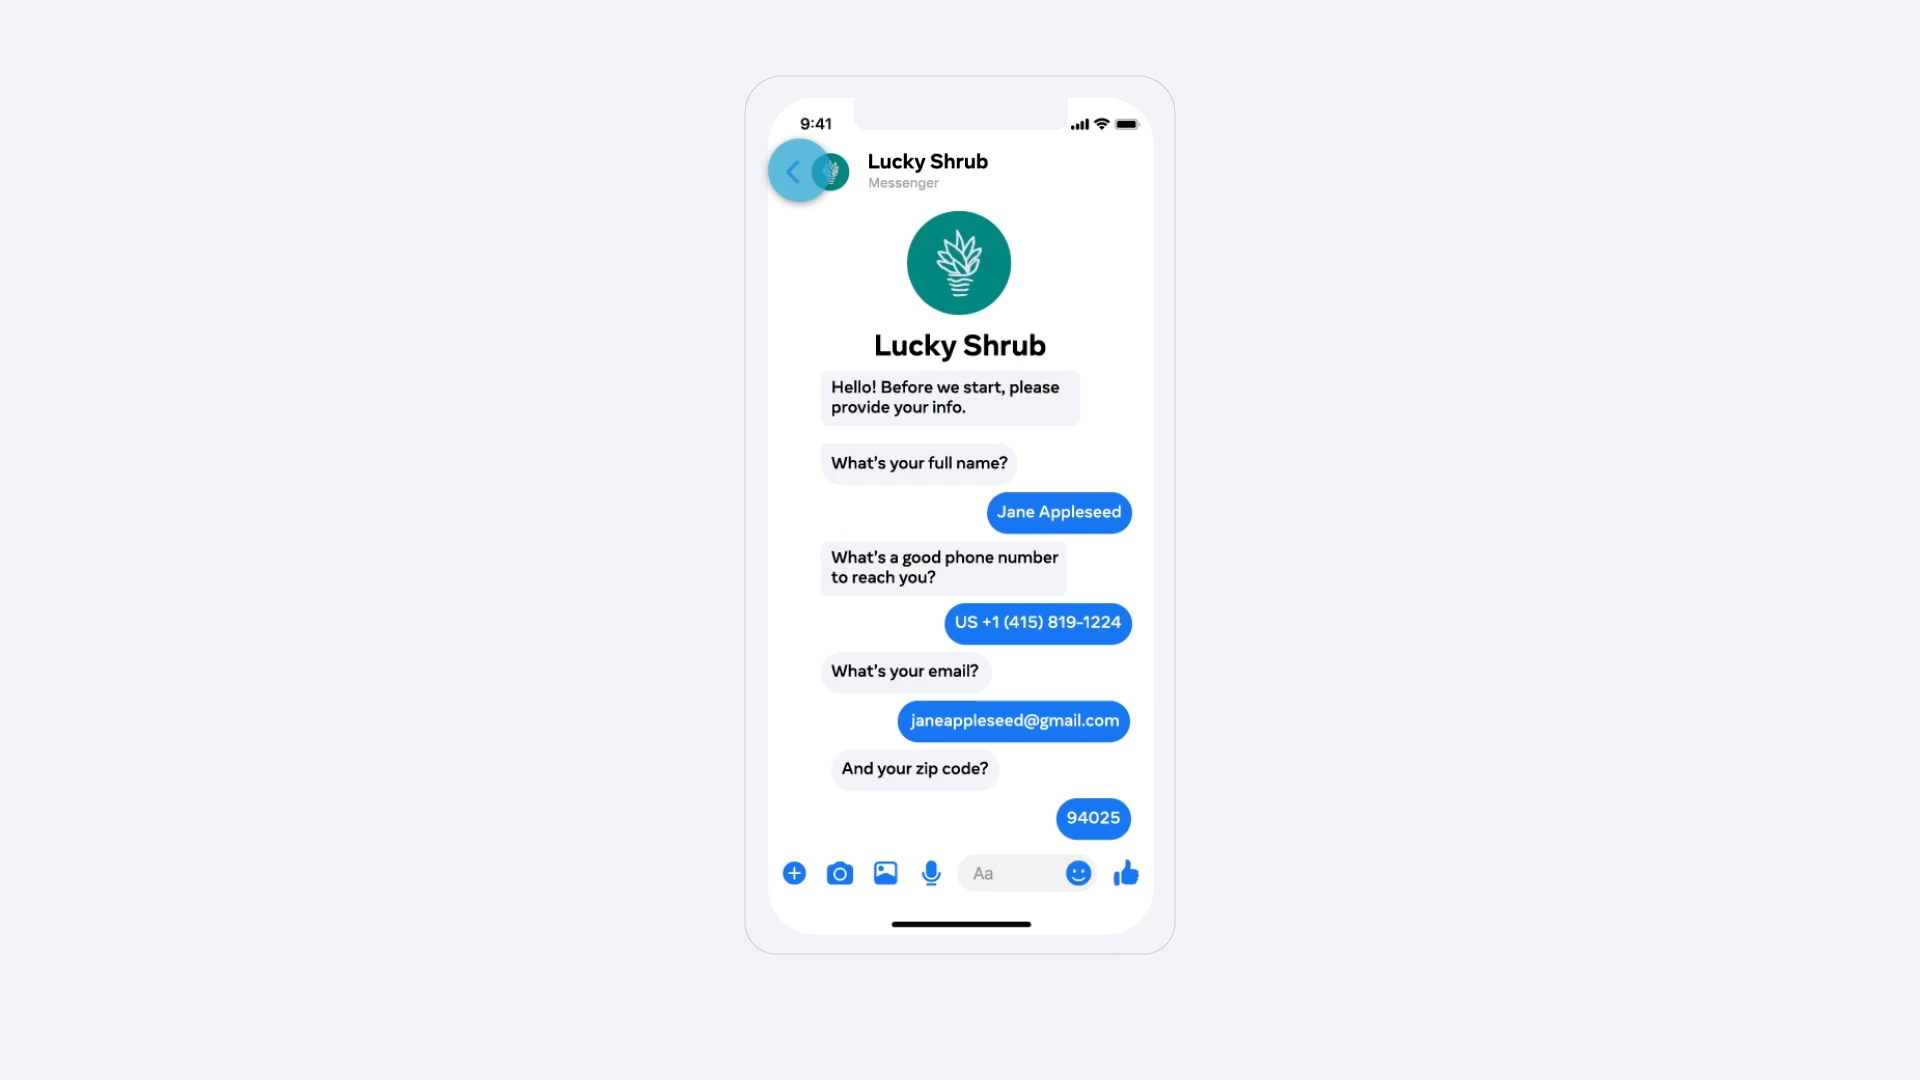 9:41
Lucky Shrub
Messenger
Lucky Shrub
Hello! Before we start, please
provide your info.
What's your full name?
Jane Appleseed
What's a good phone number
to reach you?
US +1 (415) 819-1224
What's your email?
janeappleseed@gmail.com
And your zip code?
94025
Aa